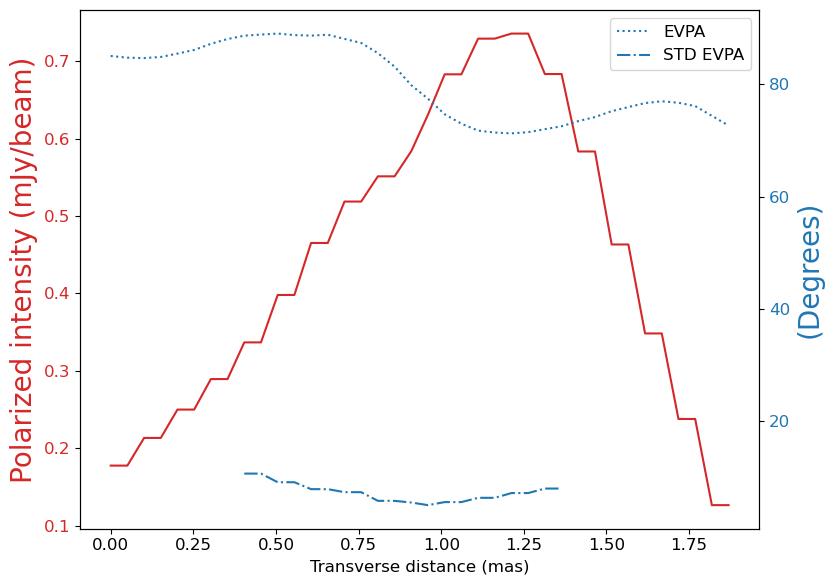 Polarized intensity (mJy/beam)
0.7
0.6
0.5
0.4
0.3
0.2
0.1
EVPA
STD EVPA
80
60
40
20
(Degrees)
0.00 0.25 0.50 0.75 1.00 1.25 1.50 1.75
Transverse distance (mas)